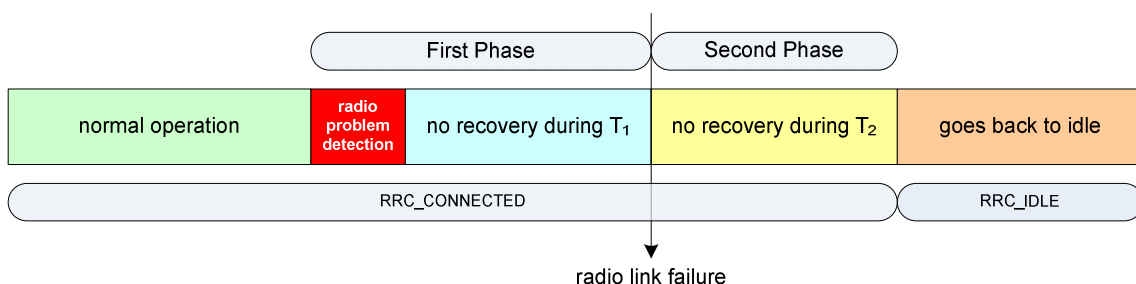 First Phase
Second Phase
normal operation
radio
problem
detection
no recovery during T₁
no recovery during T₂
goes back to idle
RRC_CONNECTED
RRC_IDLE
radio link failure